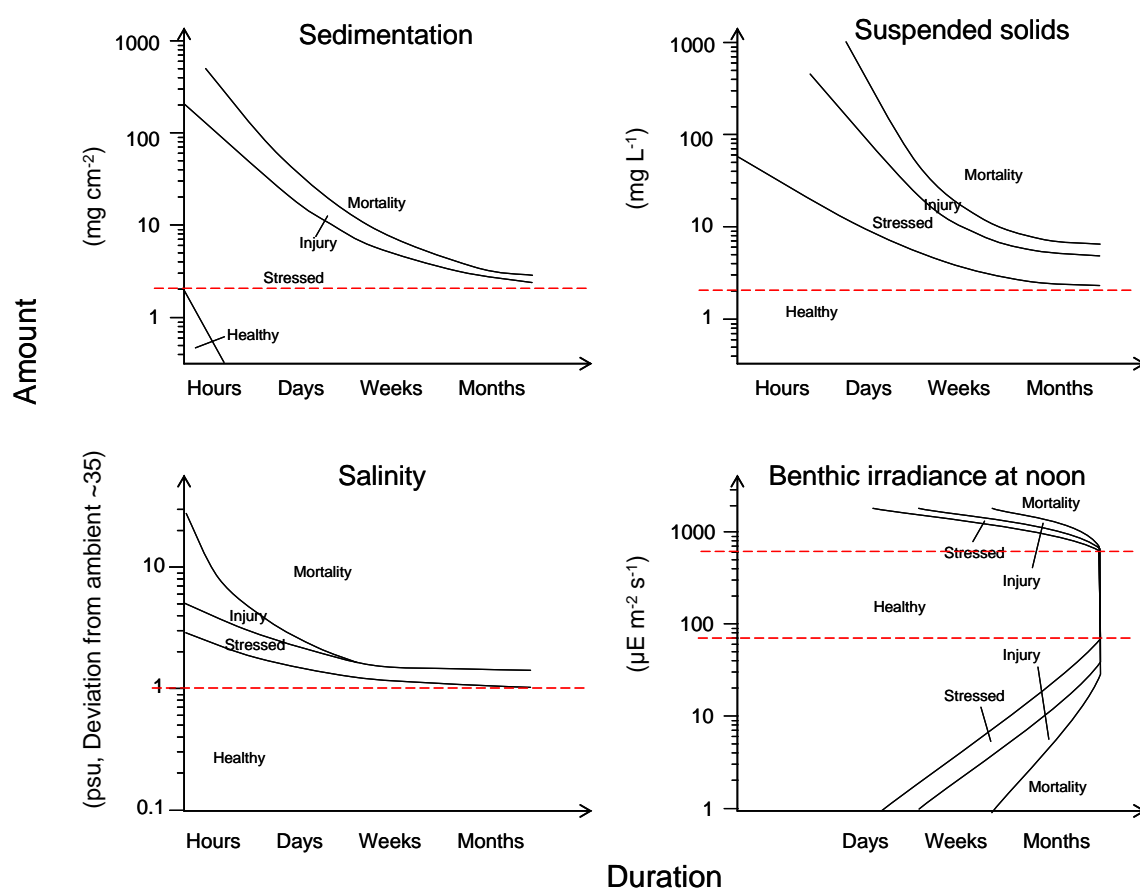 Sedimentation
1000
100
10
1
(mg cm-2)
Mortality
Injury
Stressed
Healthy
Hours Days Weeks Months
Suspended solids
1000
100
10
1
(mg L-1)
Mortality
Injury
Stressed
Healthy
Hours Days Weeks Months
Amount
Salinity
10
1
0.1
(psu, Deviation from ambient ~35)
Mortality
Injury
Stressed
Healthy
Hours Days Weeks Months
Benthic irradiance at noon
1000
100
10
1
(µE m-2 s-1)
Mortality
Stressed
Injury
Healthy
Injury
Stressed
Mortality
Days Weeks Months
Duration